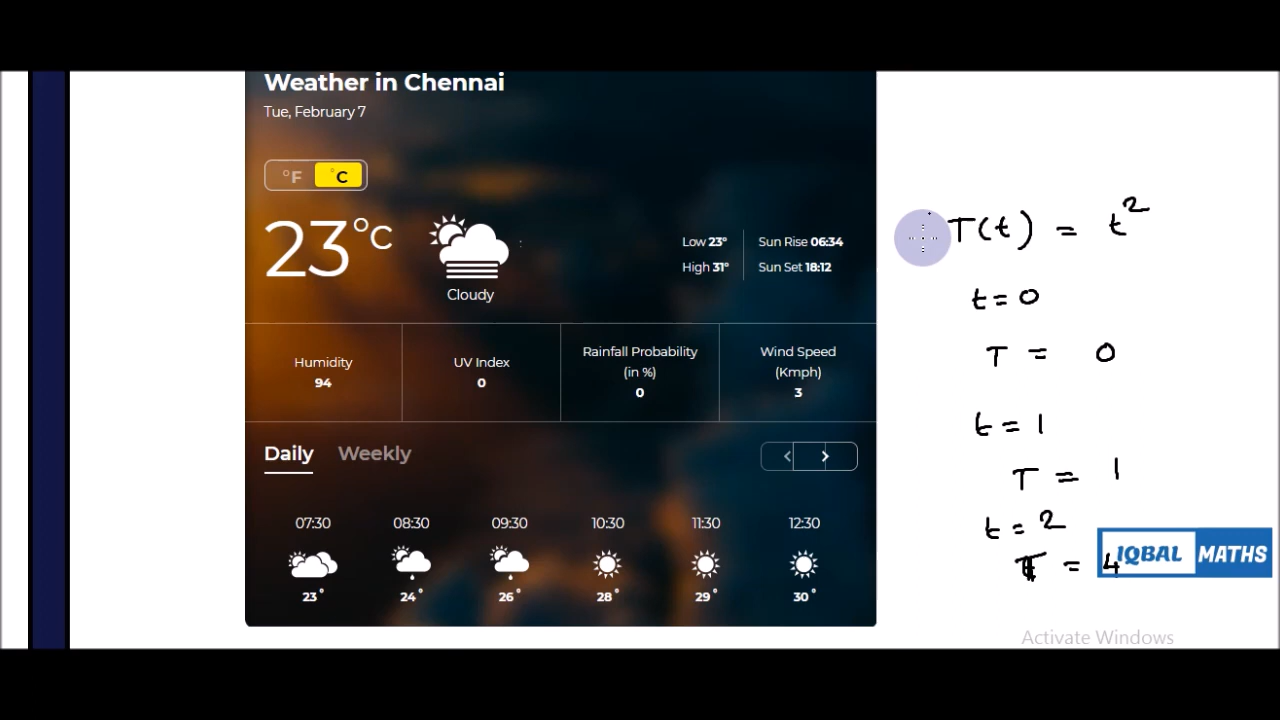 Weather in Chennai
Tue, February 7
°F °C
23°C
Cloudy
Low 23° Sun Rise 06:34
High 31° Sun Set 18:12
Humidity
94
UV Index
0
Rainfall Probability
(in %)
0
Wind Speed
(Kmph)
3
Daily Weekly
07:30 08:30 09:30 10:30 11:30 12:30
23° 24° 26° 28° 29° 30°
T(t) = t²
t = 0
T = 0
t = 1
T = 1
t = 2
T = 4
IQBAL MATHS
Activate Windows